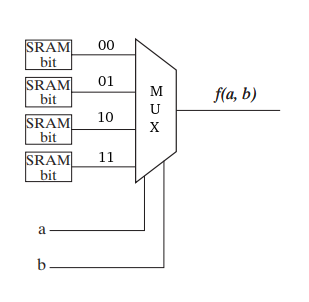 SRAM
bit
00
SRAM
bit
01
SRAM
bit
10
SRAM
bit
11
M
U
X
f(a, b)
a
b